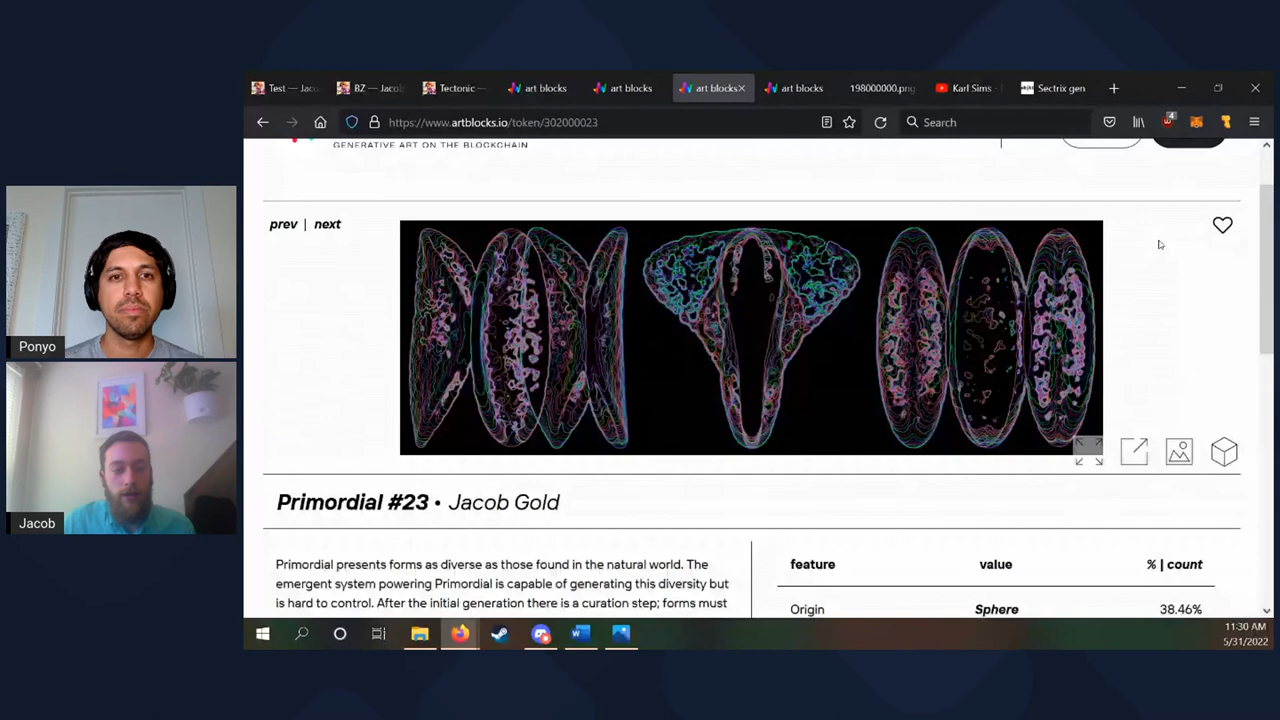 Test — Jaco
BZ — Jacob
Tectonic —
art blocks
art blocks
art blocks
art blocks
198000000.png
Karl Sims -
Sectrix gen
https://www.artblocks.io/token/302000023
Search
4
GENERATIVE ART ON THE BLOCKCHAIN
prev | next
Ponyo
Jacob
Primordial #23 • Jacob Gold
Primordial presents forms as diverse as those found in the natural world. The
emergent system powering Primordial is capable of generating this diversity but
is hard to control. After the initial generation there is a curation step; forms must
feature value % | count
Origin Sphere 38.46%
11:30 AM
5/31/2022